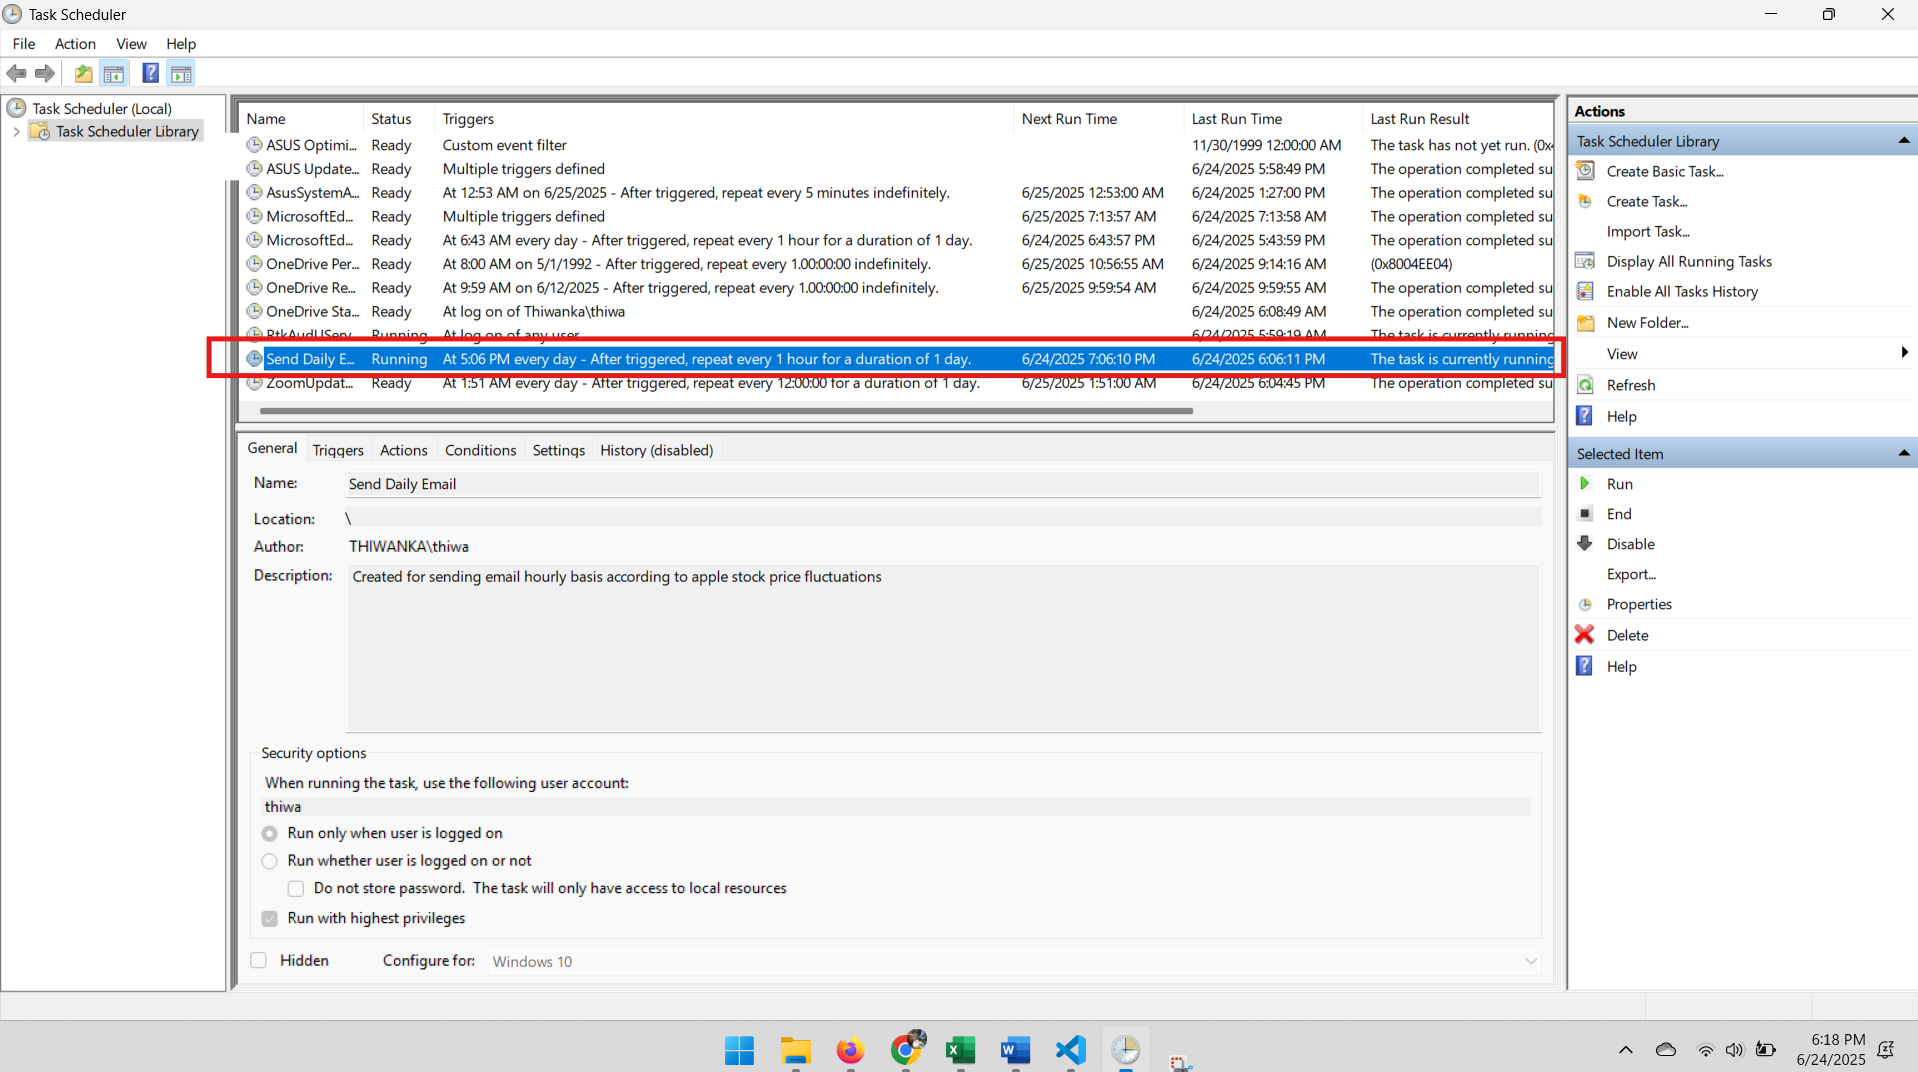 Task Scheduler
File Action View Help
Task Scheduler (Local)
Task Scheduler Library
Name Status Triggers Next Run Time Last Run Time Last Run Result
ASUS Optimi... Ready Custom event filter 11/30/1999 12:00:00 AM The task has not yet run. (0x
ASUS Update... Ready Multiple triggers defined 6/24/2025 5:58:49 PM The operation completed su
AsusSystemA... Ready At 12:53 AM on 6/25/2025 - After triggered, repeat every 5 minutes indefinitely. 6/25/2025 12:53:00 AM 6/24/2025 1:27:00 PM The operation completed su
MicrosoftEd... Ready Multiple triggers defined 6/25/2025 7:13:57 AM 6/24/2025 7:13:58 AM The operation completed su
MicrosoftEd... Ready At 6:43 AM every day - After triggered, repeat every 1 hour for a duration of 1 day. 6/24/2025 6:43:57 PM 6/24/2025 5:43:59 PM The operation completed su
OneDrive Per... Ready At 8:00 AM on 5/1/1992 - After triggered, repeat every 1.00:00:00 indefinitely. 6/25/2025 10:56:55 AM 6/24/2025 9:14:16 AM (0x8004EE04)
OneDrive Re... Ready At 9:59 AM on 6/12/2025 - After triggered, repeat every 1.00:00:00 indefinitely. 6/25/2025 9:59:54 AM 6/24/2025 9:59:55 AM The operation completed su
OneDrive Sta... Ready At log on of Thiwanka\thiwa 6/24/2025 6:08:49 AM The operation completed su
RtkAudUServ... Running At log on of any user 6/24/2025 5:59:19 AM The task is currently running
Send Daily E... Running At 5:06 PM every day - After triggered, repeat every 1 hour for a duration of 1 day. 6/24/2025 7:06:10 PM 6/24/2025 6:06:11 PM The task is currently running
ZoomUpdat... Ready At 1:51 AM every day - After triggered, repeat every 12:00:00 for a duration of 1 day. 6/25/2025 1:51:00 AM 6/24/2025 6:04:45 PM The operation completed su
General Triggers Actions Conditions Settings History (disabled)
Name: Send Daily Email
Location: \
Author: THIWANKA\thiwa
Description: Created for sending email hourly basis according to apple stock price fluctuations
Security options
When running the task, use the following user account:
thiwa
Run only when user is logged on
Run whether user is logged on or not
Do not store password. The task will only have access to local resources
Run with highest privileges
Hidden Configure for: Windows 10
Actions
Task Scheduler Library
Create Basic Task...
Create Task...
Import Task...
Display All Running Tasks
Enable All Tasks History
New Folder...
View
Refresh
Help
Selected Item
Run
End
Disable
Export...
Properties
Delete
Help
6:18 PM
6/24/2025